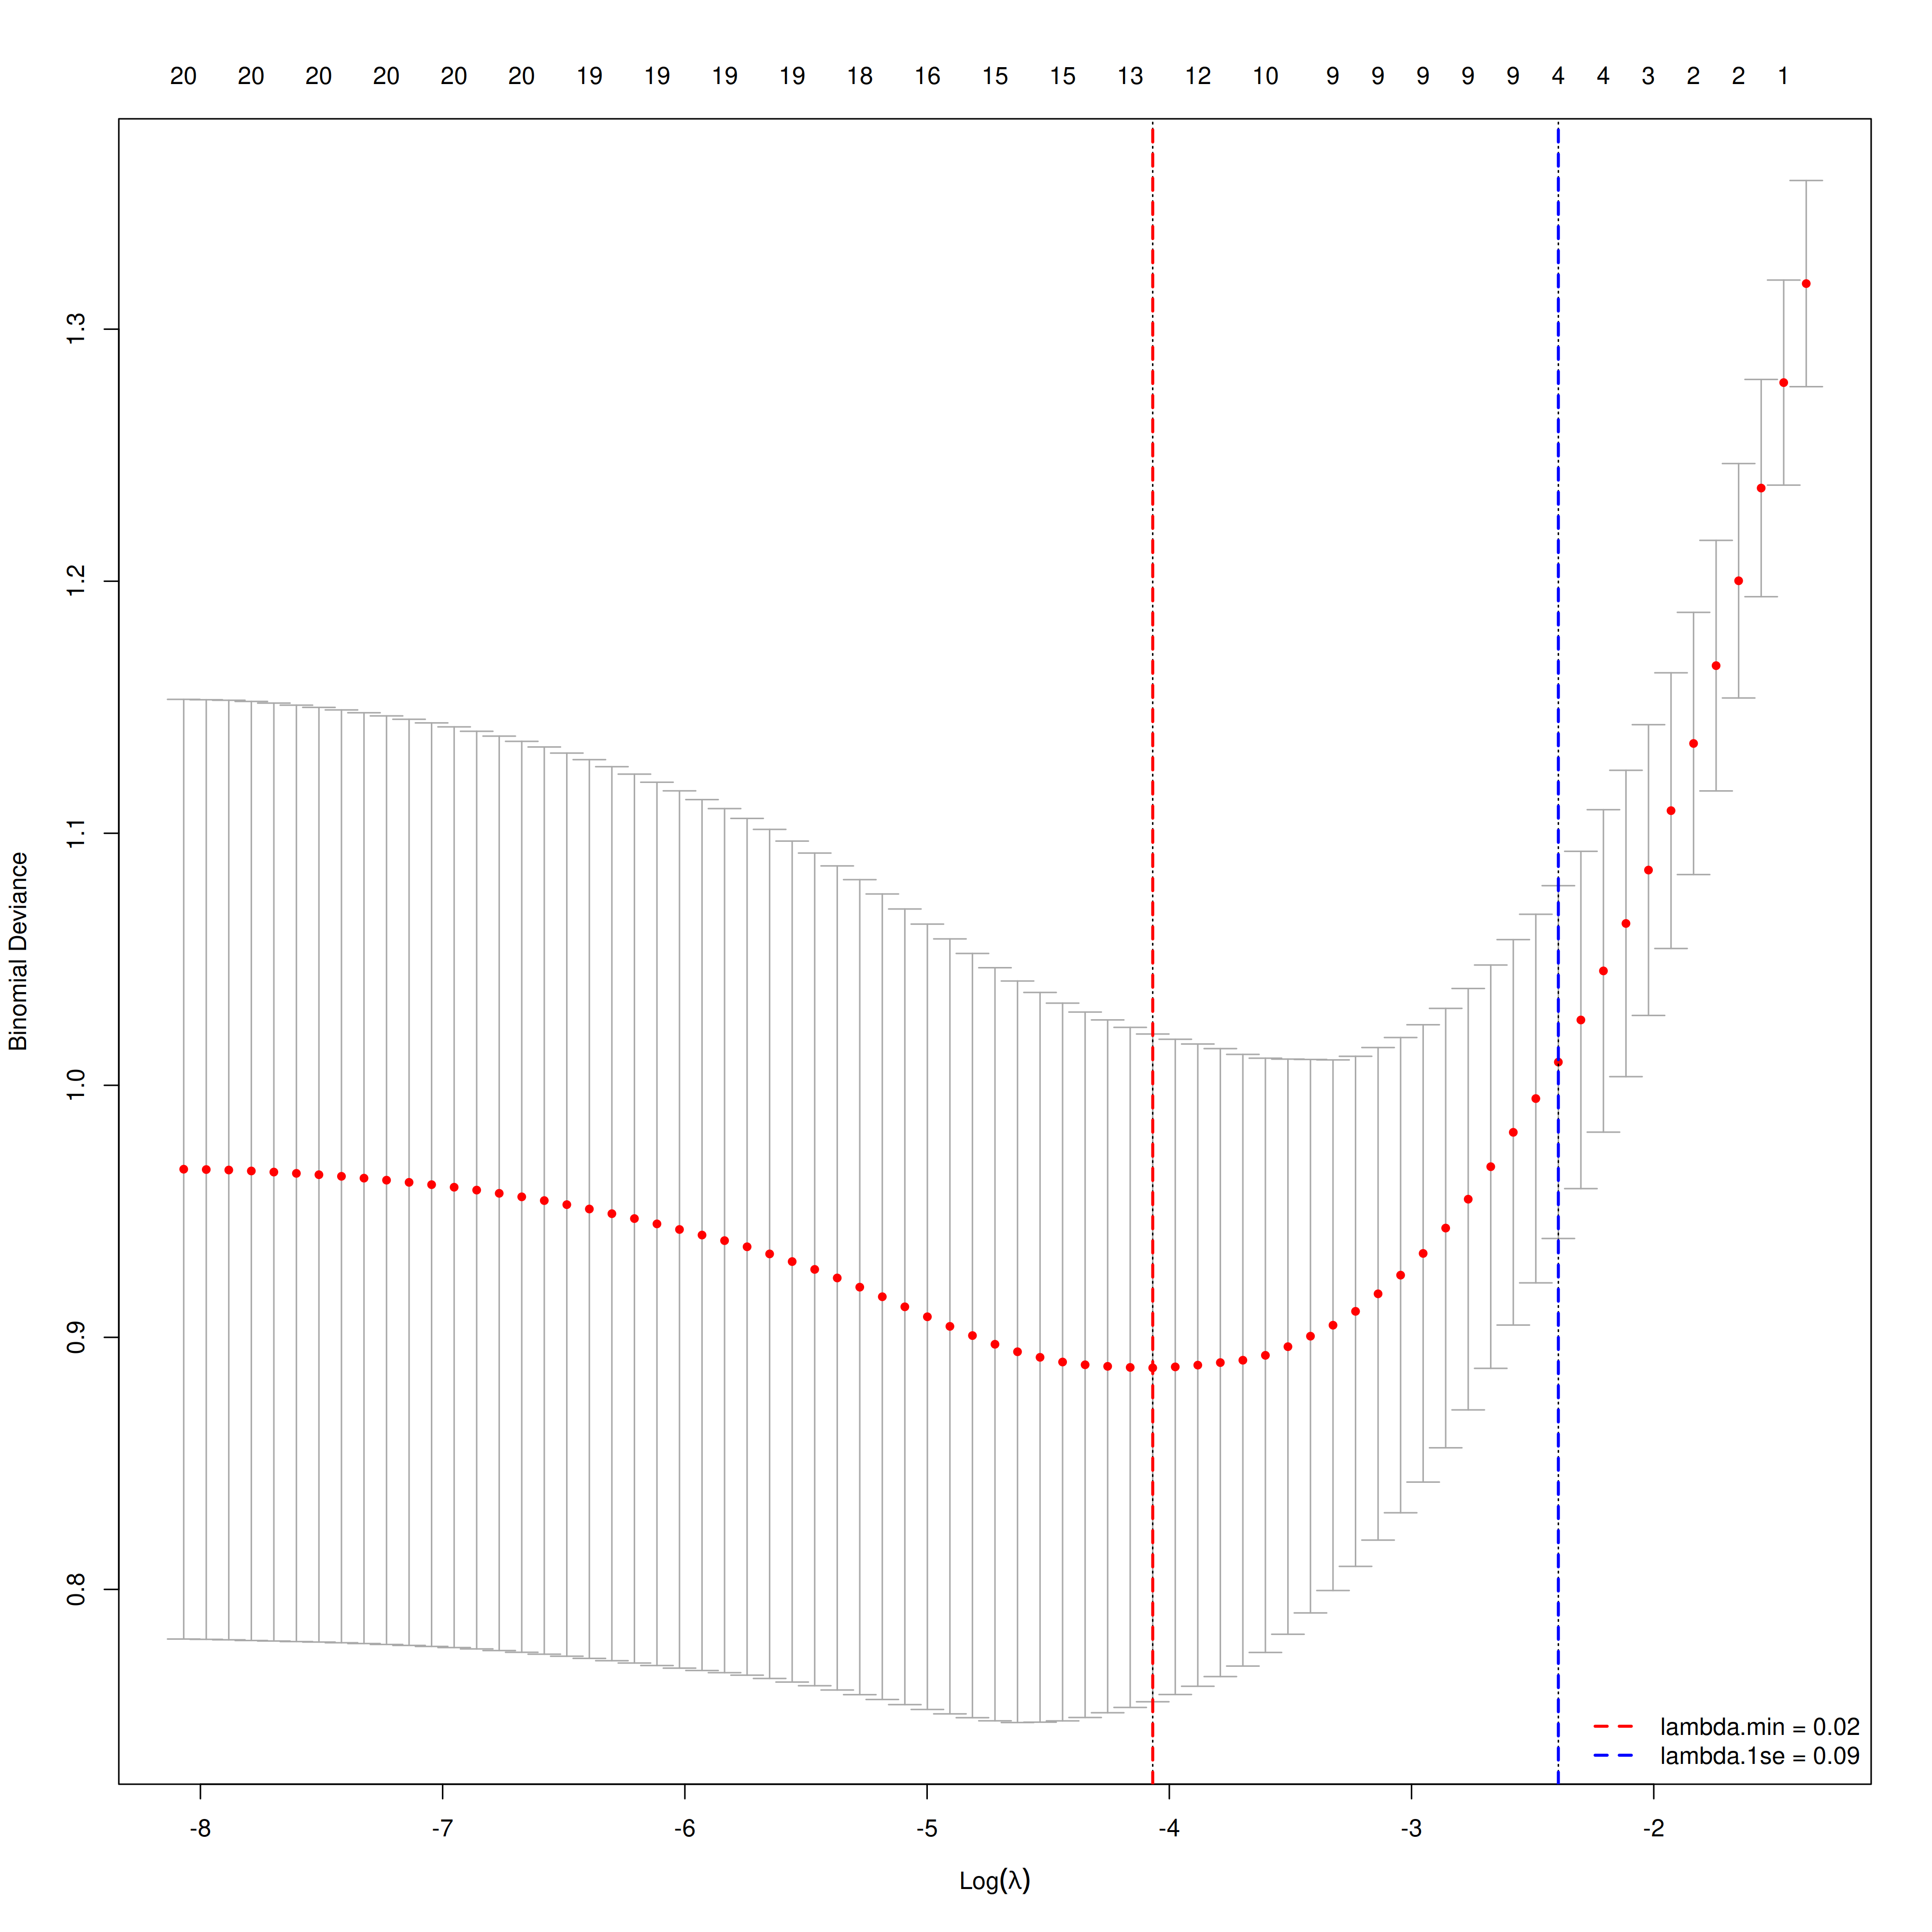 20 20 20 20 20 20 19 19 19 19 18 16 15 15 13 12 10 9 9 9 9 9 4 4 3 2 2 1
1.3
1.2
1.1
1.0
0.9
0.8
Binomial Deviance
lambda.min = 0.02
lambda.1se = 0.09
-8 -7 -6 -5 -4 -3 -2
Log(λ)